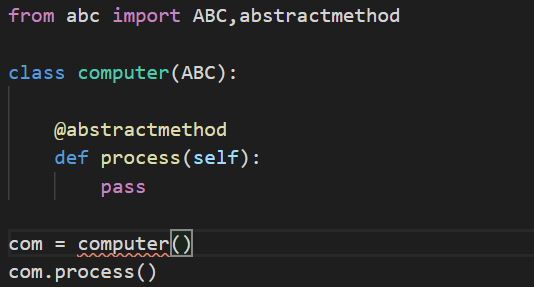 from abc import ABC,abstractmethod
class computer(ABC):
    @abstractmethod
    def process(self):
        pass
com = computer()
com.process()